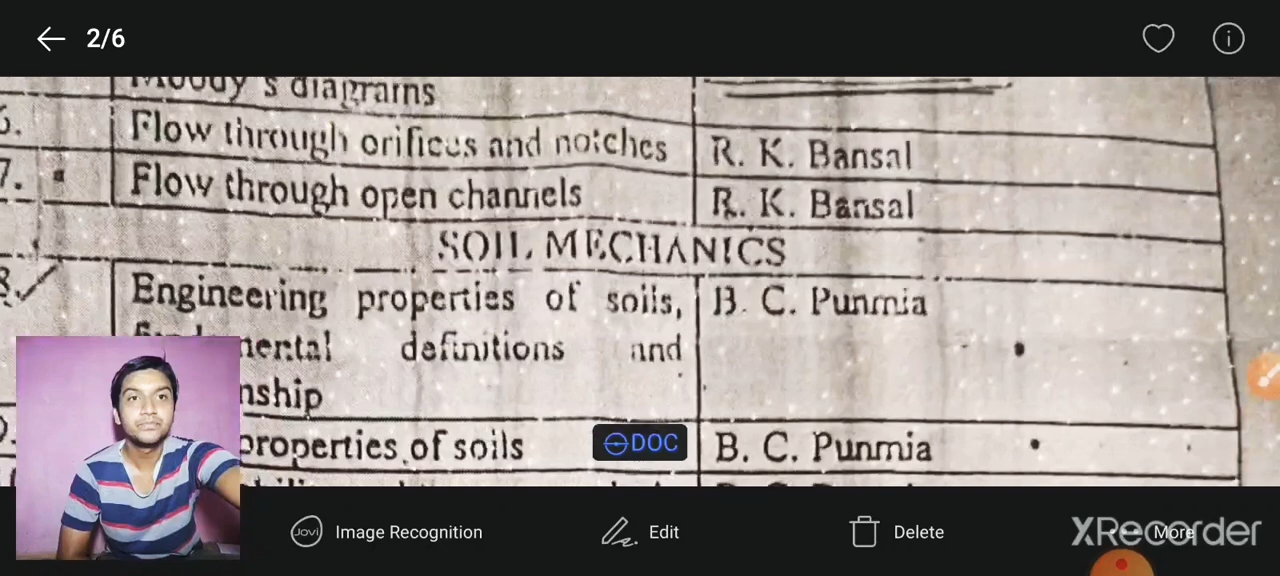 2/6
Moody's diagrams
6. Flow through orifices and notches R. K. Bansal
7. Flow through open channels R. K. Bansal
SOIL MECHANICS
8. Engineering properties of soils, B. C. Punmia
definitions and
properties of soils B. C. Punmia
DOC
Jovi Image Recognition Edit Delete More
XRecorder